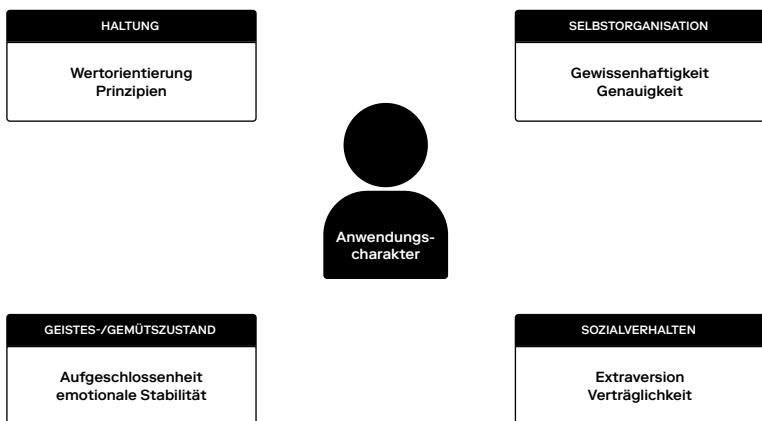 HALTUNG
Wertorientierung
Prinzipien
SELBSTORGANISATION
Gewissenhaftigkeit
Genauigkeit
Anwendungs-
charakter
GEISTES-/GEMÜTSZUSTAND
Aufgeschlossenheit
emotionale Stabilität
SOZIALVERHALTEN
Extraversion
Verträglichkeit